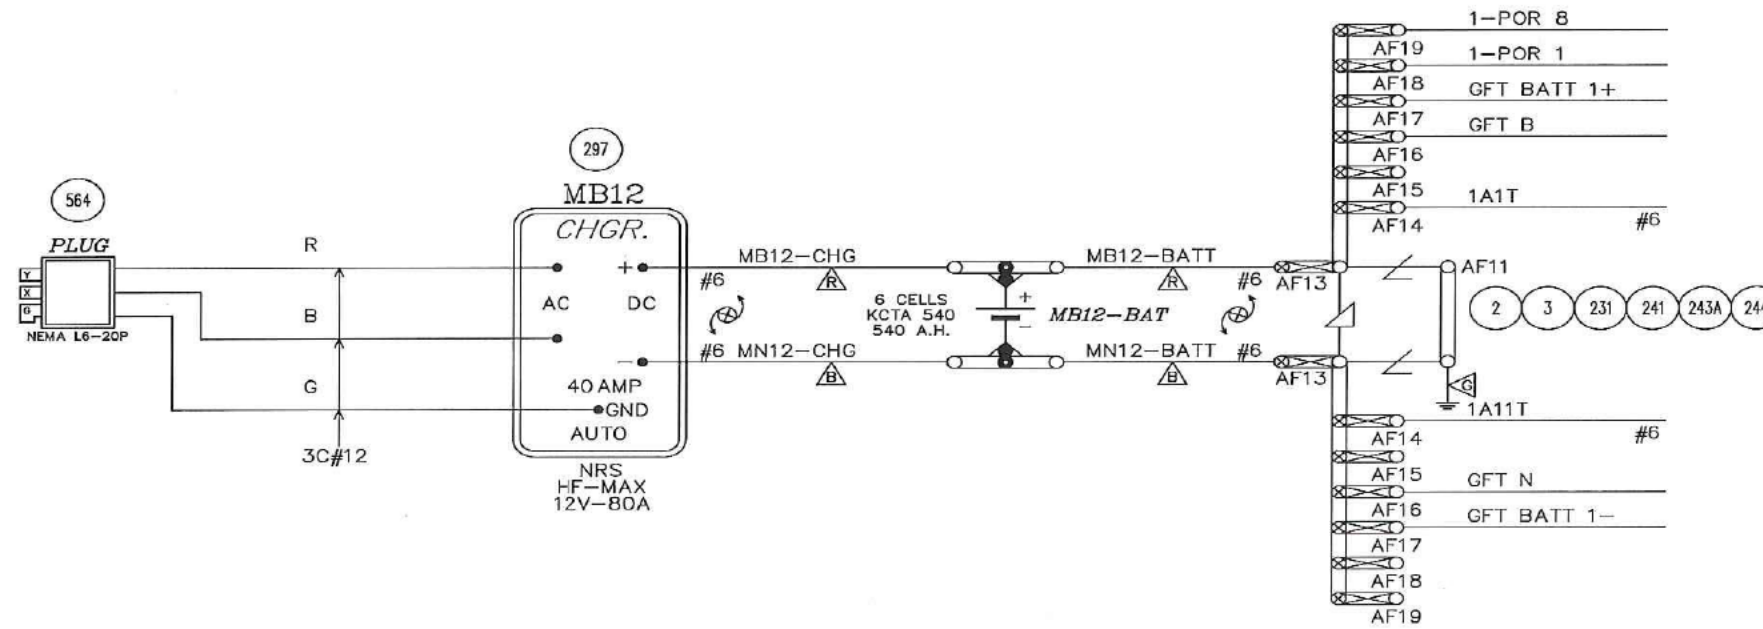 1-POR 8
AF19
1-POR 1
AF18
GFT BATT 1+
AF17
GFT B
AF16
AF15
1A1T
#6
AF14
297
MB12
CHGR.
+
AC
DC
-
40 AMP
GND
AUTO
NRS
HF-MAX
12V-80A
564
PLUG
Y
X
G
NEMA L6-20P
R
B
G
3C#12
MB12-CHG
#6
R
#6
MN12-CHG
B
6 CELLS
KCTA 540
540 A.H.
+
-
MB12-BAT
MB12-BATT
#6
R
MN12-BATT
#6
B
AF13
AF13
AF11
2
3
231
241
243A
244
G
1A11T
#6
AF14
AF15
GFT N
AF16
GFT BATT 1-
AF17
AF18
AF19